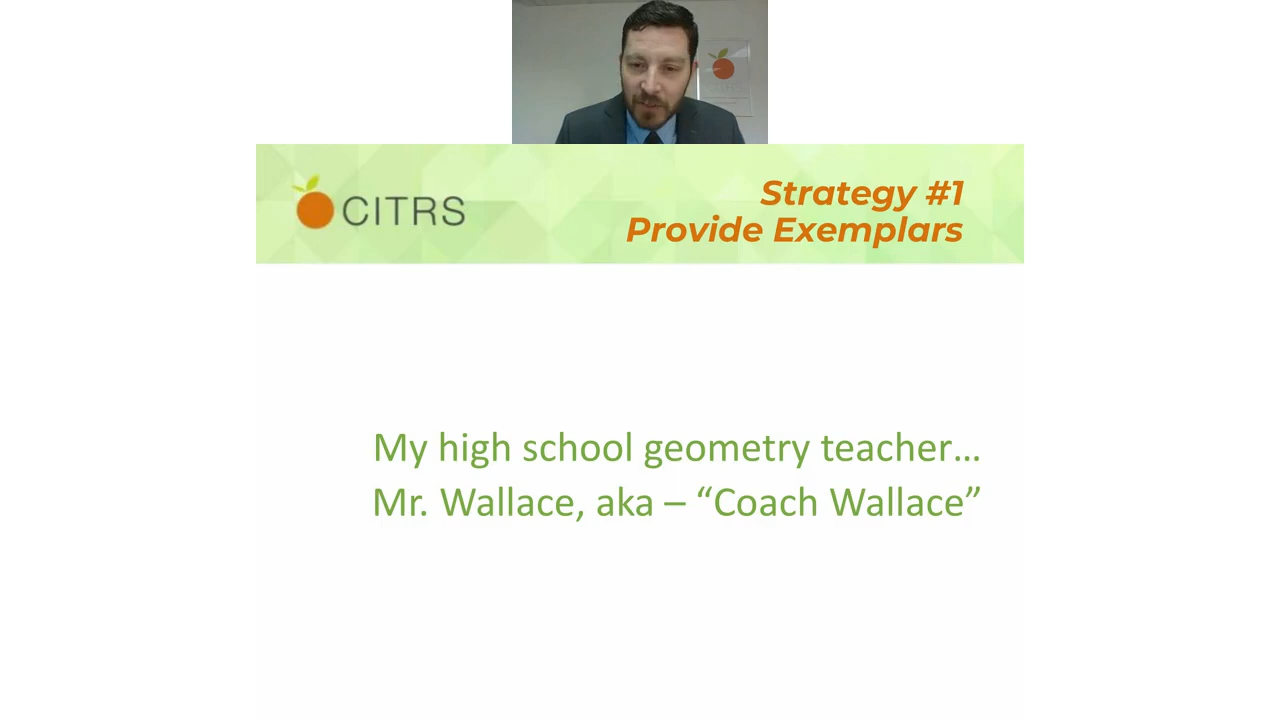 CITRS
Strategy #1
Provide Exemplars
My high school geometry teacher…
Mr. Wallace, aka – “Coach Wallace”